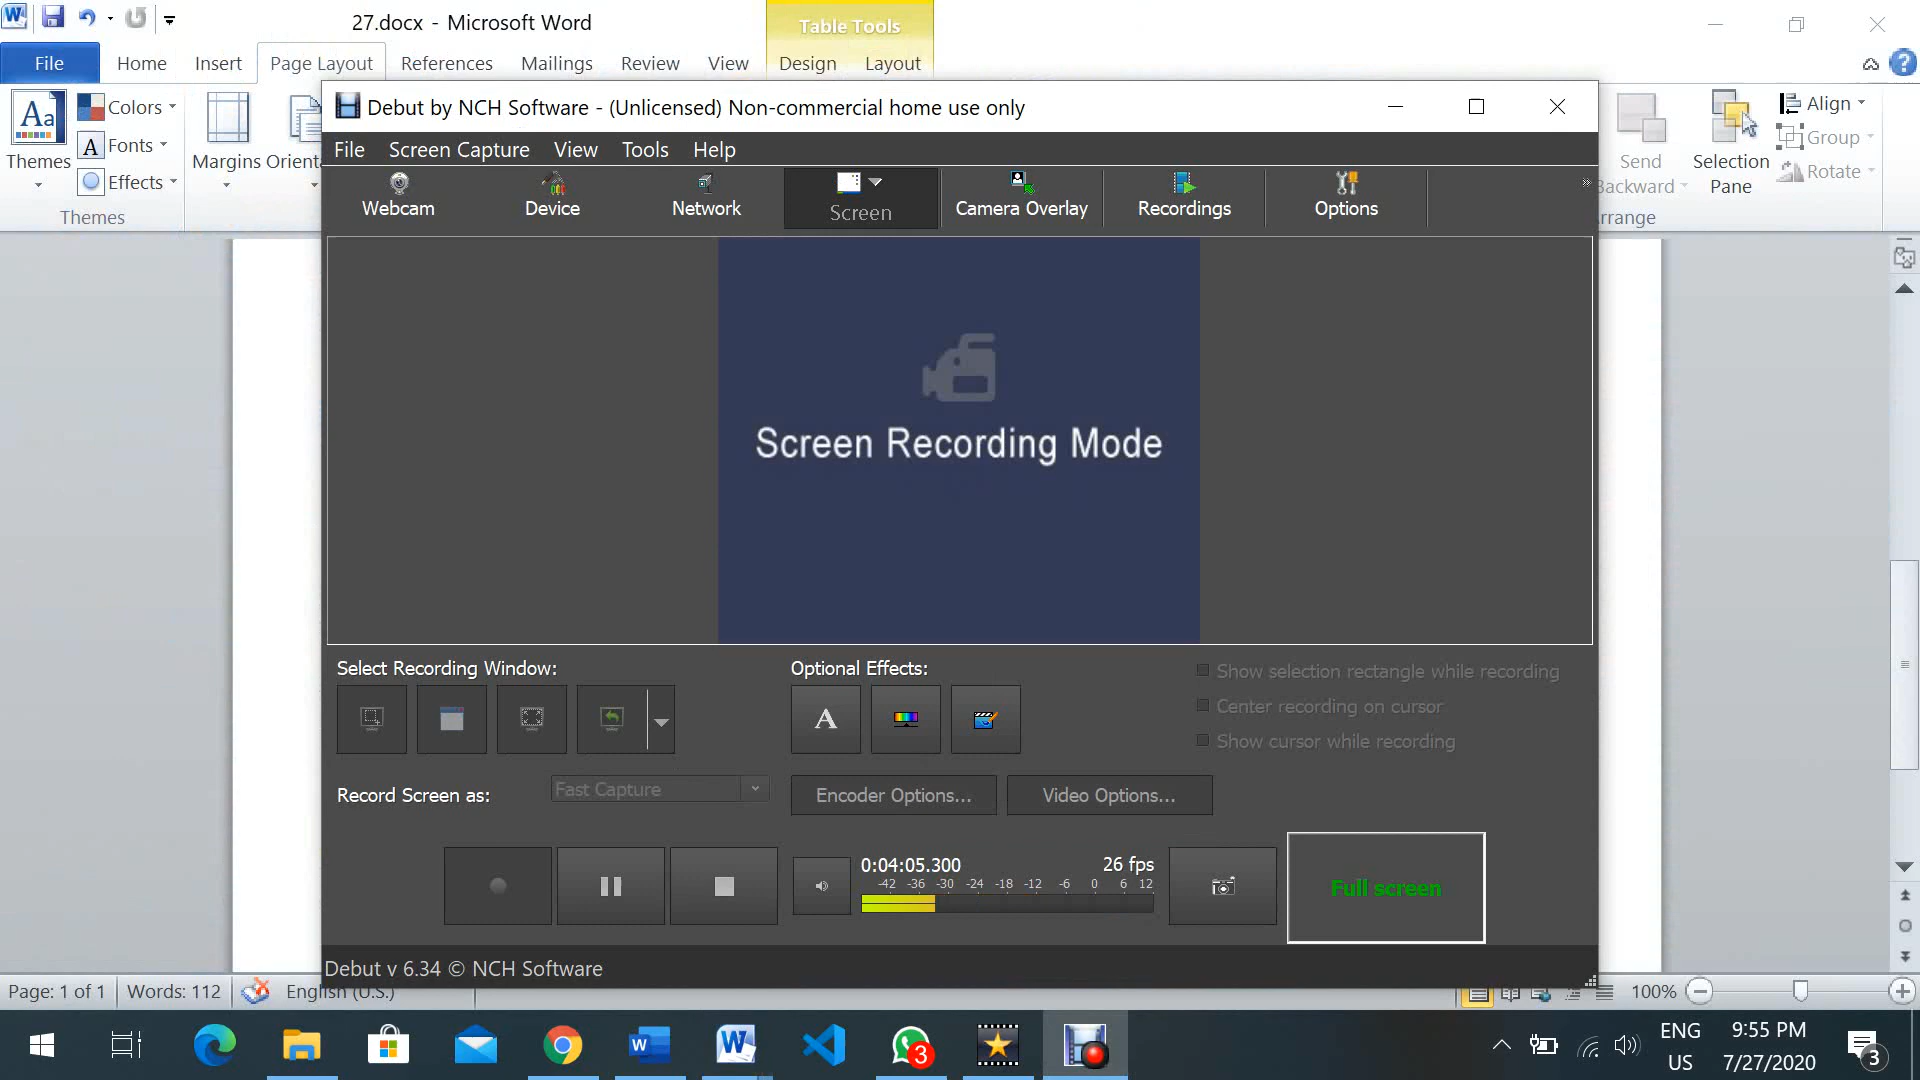 27.docx - Microsoft Word
Table Tools
File Home Insert Page Layout References Mailings Review View Design Layout
Debut by NCH Software - (Unlicensed) Non-commercial home use only
Aa
Themes
Colors
A Fonts
Effects
Themes
Margins
Send
Selection
Pane
Align
Group
Rotate
File Screen Capture View Tools Help
Webcam Device Network Screen Camera Overlay Recordings Options
Screen Recording Mode
Select Recording Window:
Optional Effects:
A
Show selection rectangle while recording
Center recording on cursor
Show cursor while recording
Record Screen as: Fast Capture Encoder Options... Video Options...
0:04:05.300 26 fps
-42 -36 -30 -24 -18 -12 -6 0 6 12
Full screen
Debut v 6.34 © NCH Software
Page: 1 of 1 Words: 112 English (U.S.) 100%
W
3
ENG
US
9:55 PM
7/27/2020
3